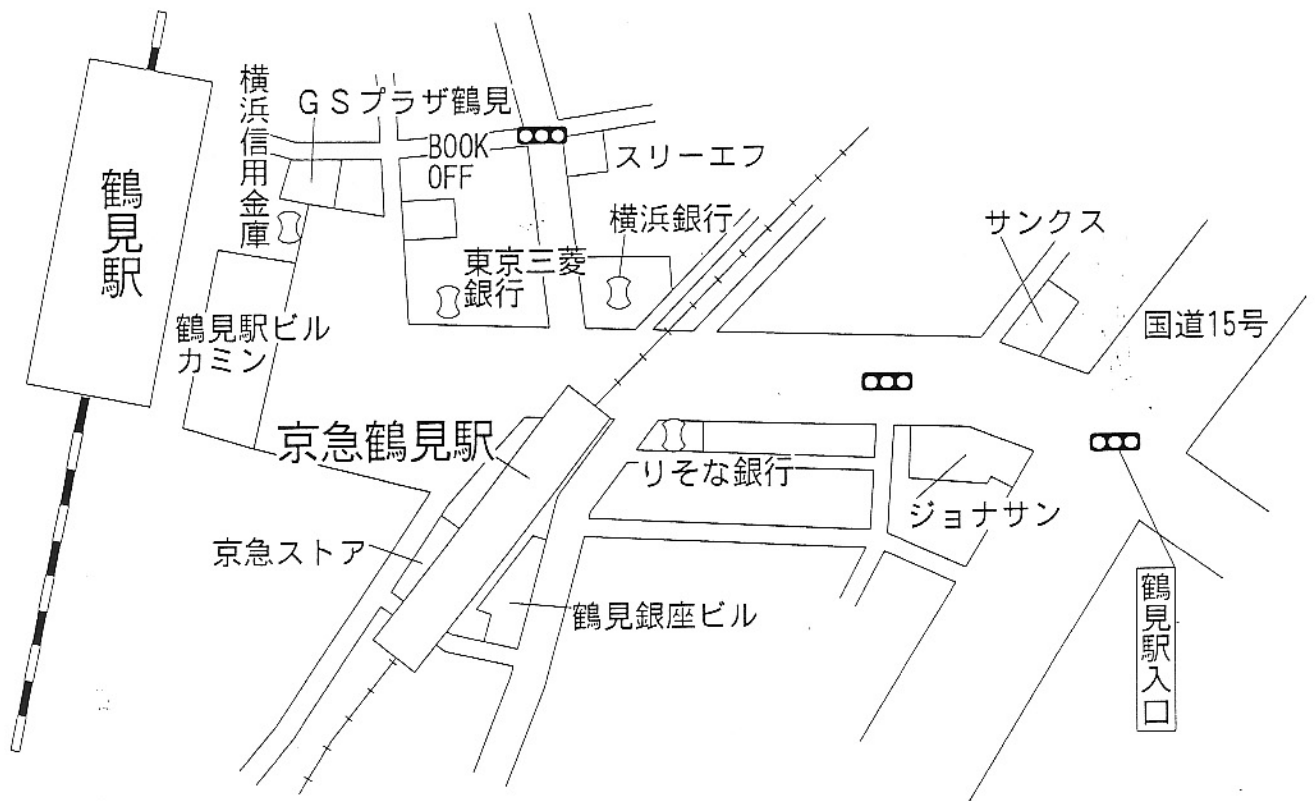 横浜信用金庫
GSプラザ鶴見
BOOK
OFF
スリーエフ
鶴見駅
横浜銀行
サンクス
東京三菱
銀行
国道15号
鶴見駅ビル
カミン
京急鶴見駅
りそな銀行
ジョナサン
京急ストア
鶴見銀座ビル
鶴見駅入口